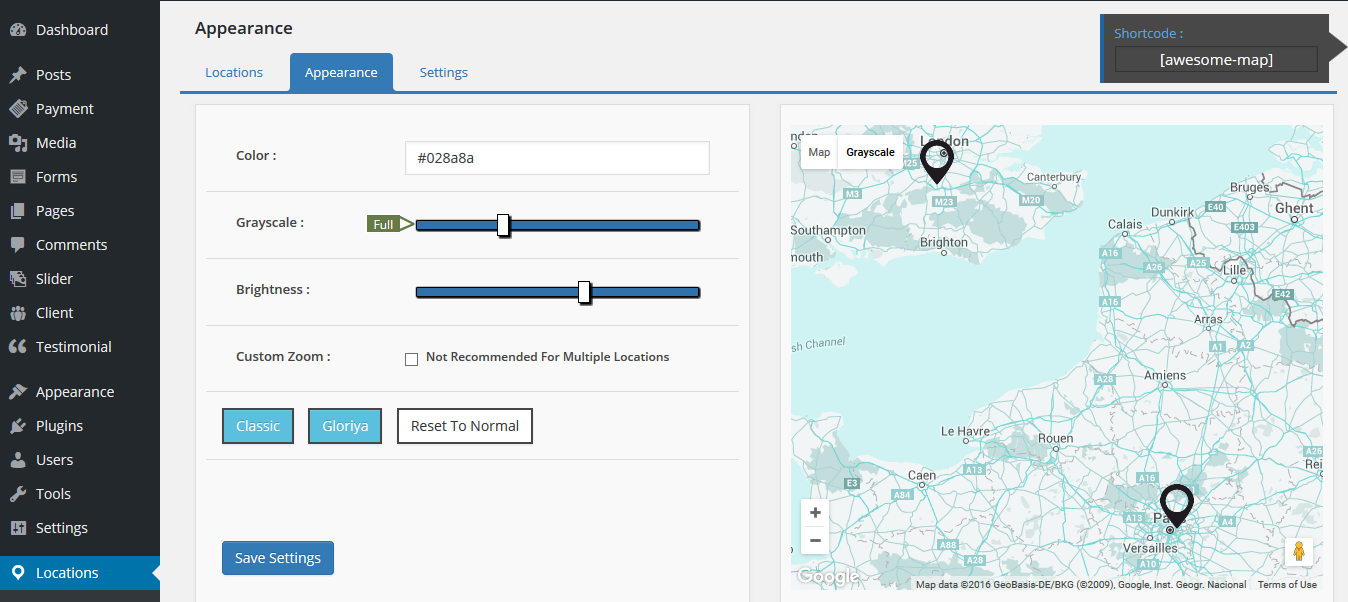 Dashboard
Posts
Payment
Media
Forms
Pages
Comments
Slider
Client
Testimonial
Appearance
Plugins
Users
Tools
Settings
Locations
Appearance
Locations
Appearance
Settings
Shortcode :
[awesome-map]
Color :
#028a8a
Grayscale :
Full
Brightness :
Custom Zoom :
Not Recommended For Multiple Locations
Classic
Gloriya
Reset To Normal
Save Settings
Map
Grayscale
London
M25
Canterbury
M3
M23
M20
Southampton
Brighton
mouth
Bruges
Ghent
Dunkirk
E40
Calais
E403
A16
A26
A25
Lille
E42
A16
Arras
sh Channel
A1
A2
Amiens
A28
Le Havre
Rouen
A13
A26
Rei
Caen
E3
A84
A16
A13
A4
Versailles
A88
A28
A10
Google
Map data ©2016 GeoBasis-DE/BKG (©2009), Google, Inst. Geogr. Nacional
Terms of Use